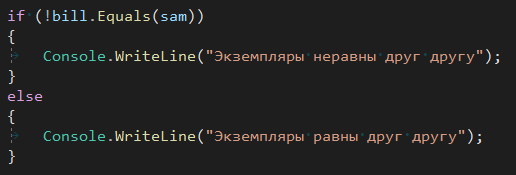 if (!bill.Equals(sam))
{
    Console.WriteLine("Экземпляры неравны друг другу");
}
else
{
    Console.WriteLine("Экземпляры равны друг другу");
}